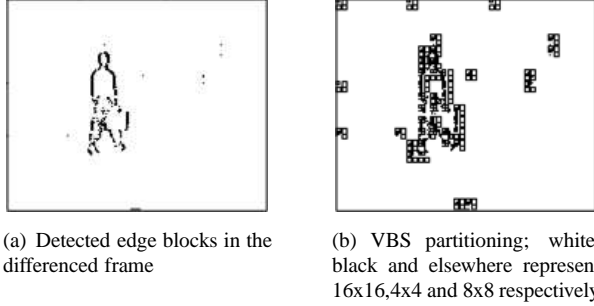 (a) Detected edge blocks in the
differenced frame
(b) VBS partitioning; white
black and elsewhere represen
16x16,4x4 and 8x8 respectively